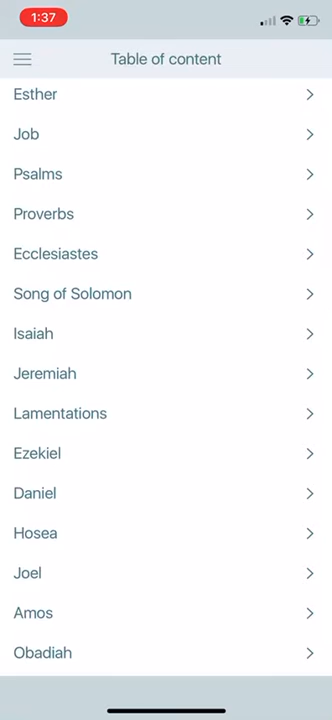 1:37
Table of content
Esther
Job
Psalms
Proverbs
Ecclesiastes
Song of Solomon
Isaiah
Jeremiah
Lamentations
Ezekiel
Daniel
Hosea
Joel
Amos
Obadiah